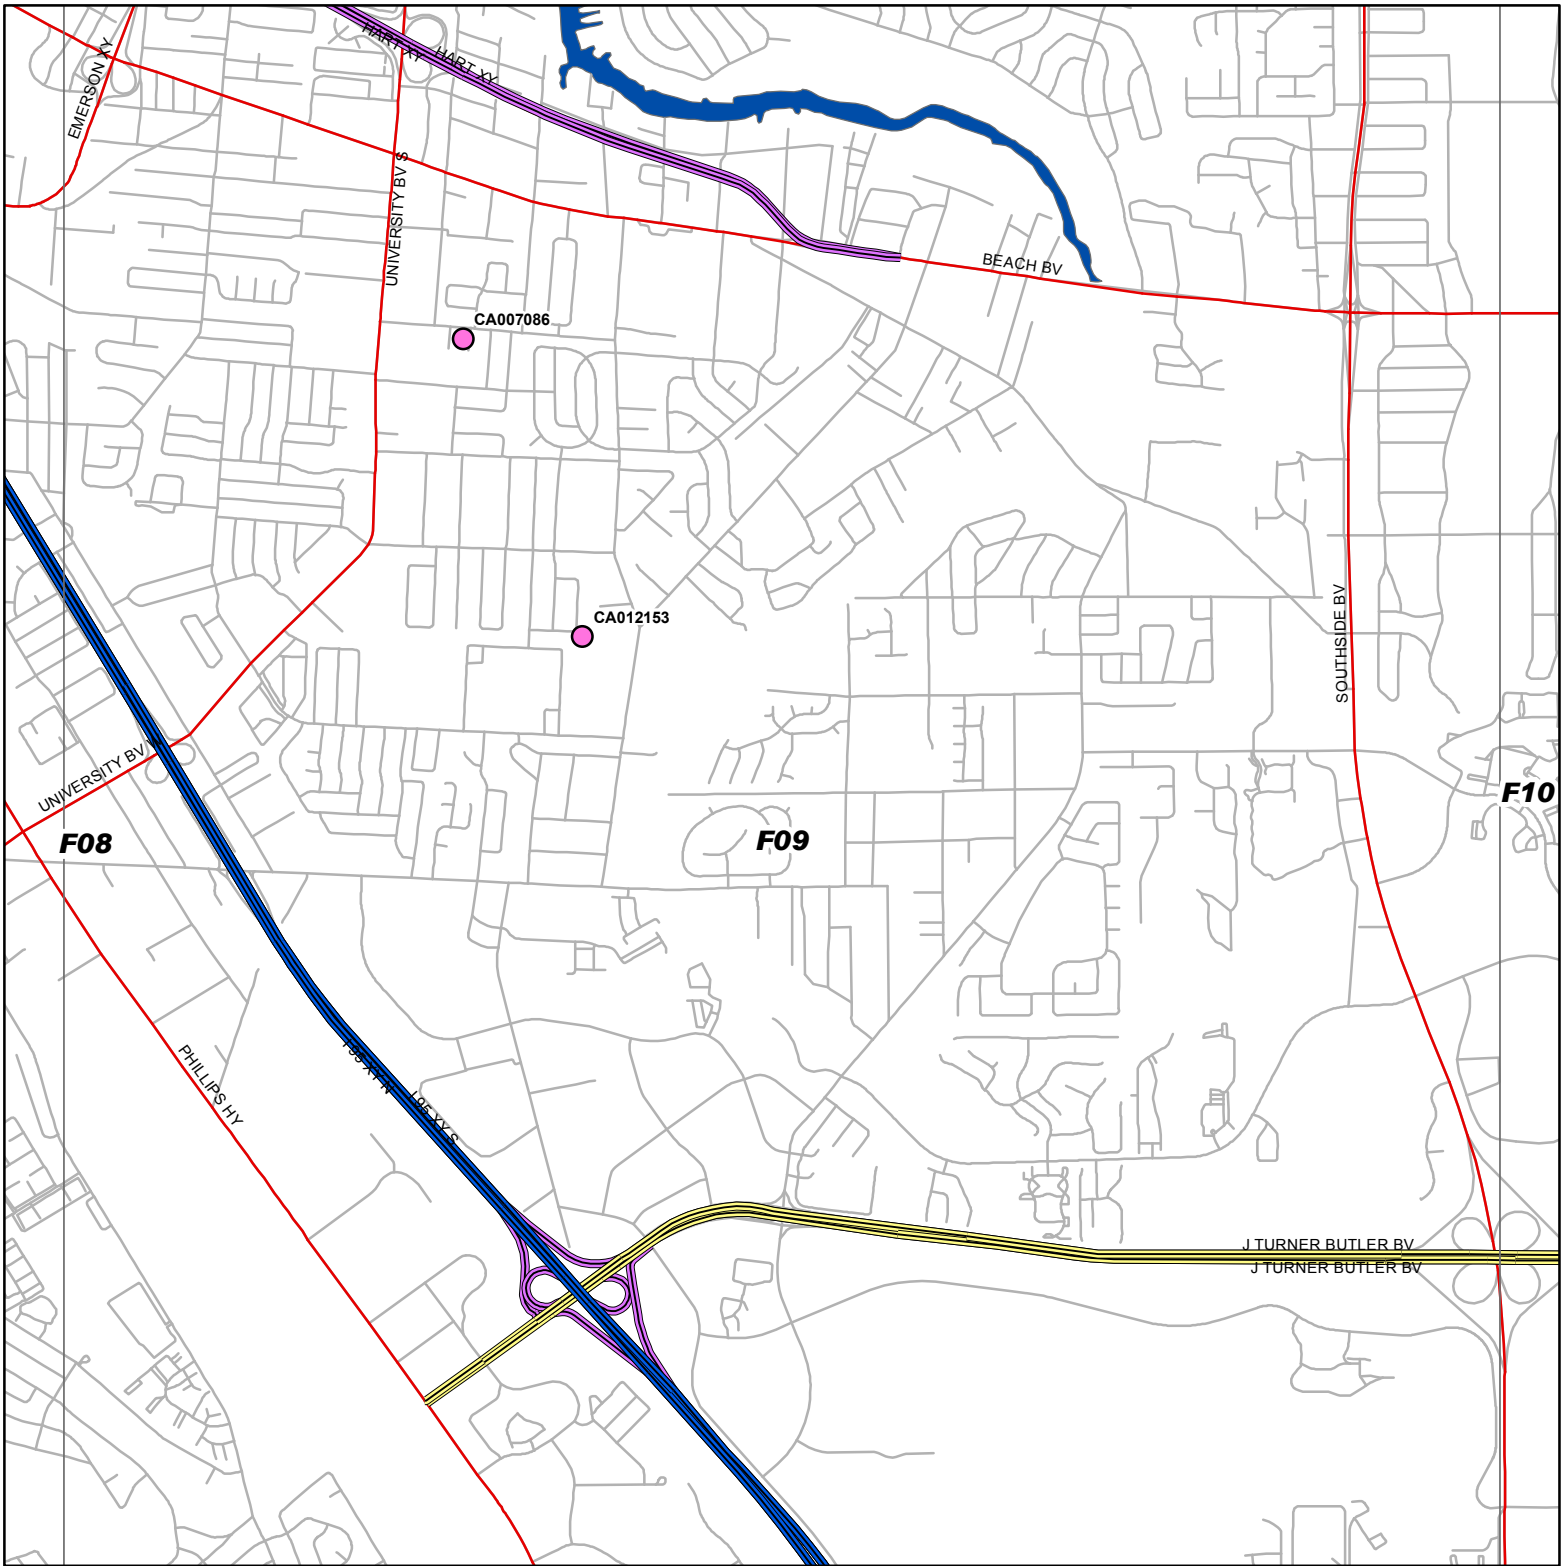 HART XY
HART XY
EMERSON XY
UNIVERSITY BV S
BEACH BV
CA007086
CA012153
SOUTHSIDE BV
UNIVERSITY BV
F08
F09
F10
I 95 XY N
I 95 XY S
PHILLIPS HY
J TURNER BUTLER BV
J TURNER BUTLER BV